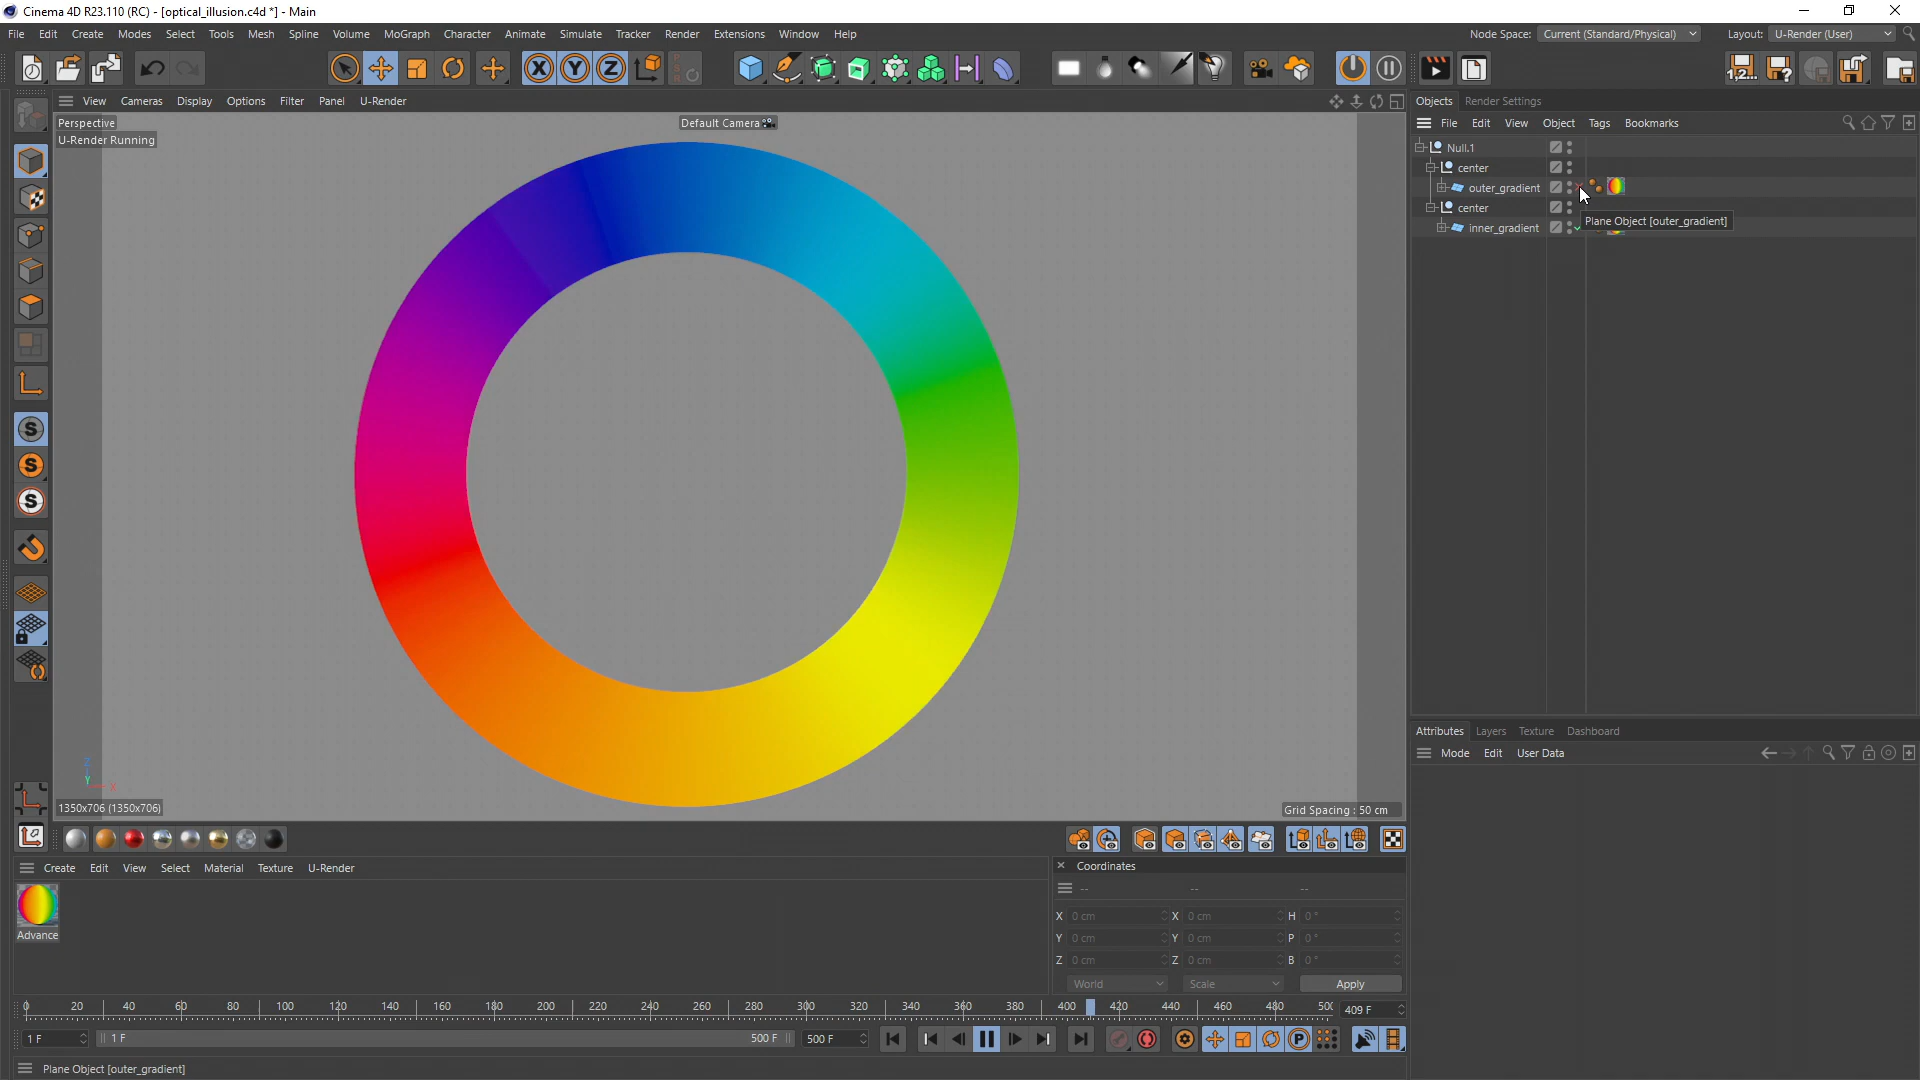 Cinema 4D R23.110 (RC) - [optical_illusion.c4d *] - Main
File Edit Create Modes Select Tools Mesh Spline Volume MoGraph Character Animate Simulate Tracker Render Extensions Window Help
Node Space: Current (Standard/Physical) Layout: U-Render (User)
View Cameras Display Options Filter Panel U-Render
Perspective
U-Render Running
Default Camera
1350x706 (1350x706)
Grid Spacing : 50 cm
Objects Render Settings
File Edit View Object Tags Bookmarks
Null.1
center
outer_gradient
center
Plane Object [outer_gradient]
inner_gradient
Attributes Layers Texture Dashboard
Mode Edit User Data
Create Edit View Select Material Texture U-Render
Advance
Coordinates
-- -- --
X 0 cm X 0 cm H 0 °
Y 0 cm Y 0 cm P 0 °
Z 0 cm Z 0 cm B 0 °
World Scale Apply
0 20 40 60 80 100 120 140 160 180 200 220 240 260 280 300 320 340 360 380 400 420 440 460 480 50 409 F
1 F 1 F 500 F 500 F
Plane Object [outer_gradient]